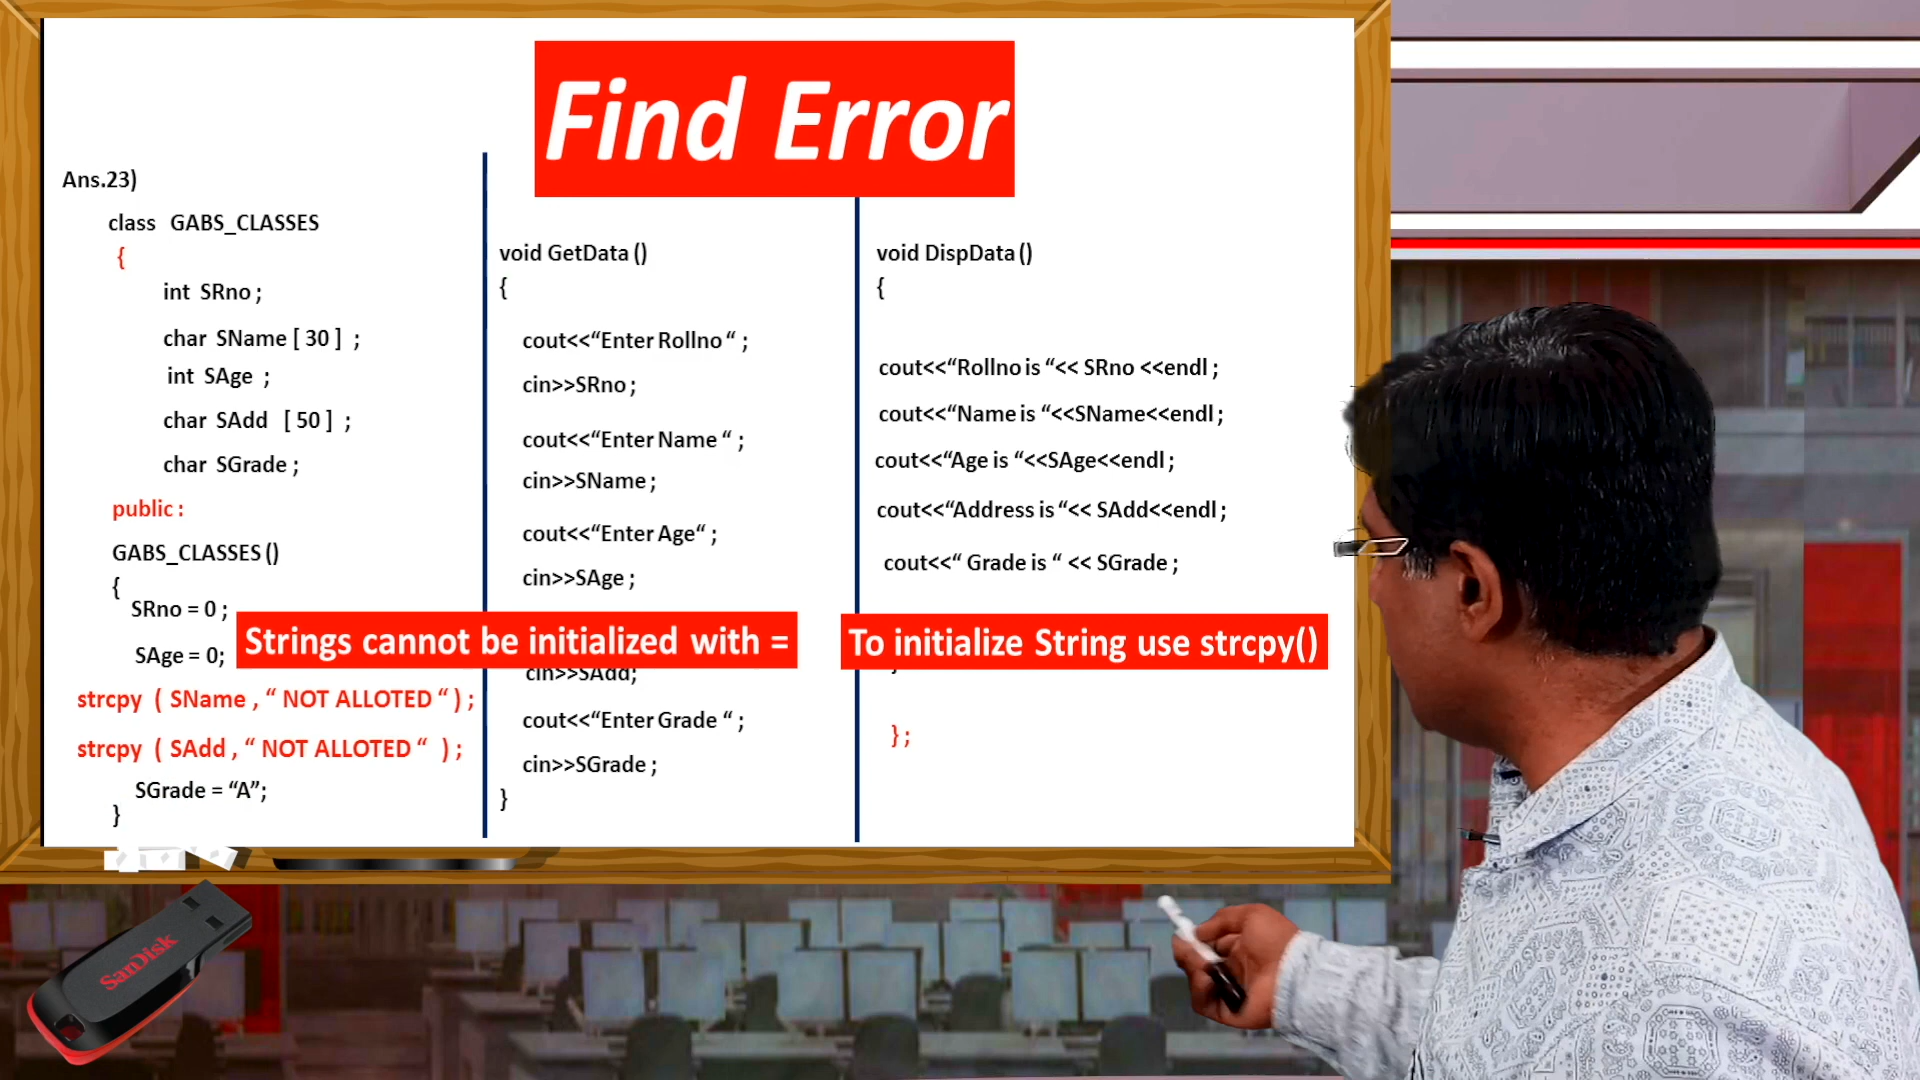 Find Error
Ans.23)
class GABS_CLASSES
{
int SRno ;
char SName [ 30 ] ;
int SAge ;
char SAdd [ 50 ] ;
char SGrade ;
public :
GABS_CLASSES ()
{
SRno = 0 ;
SAge = 0;
strcpy ( SName , “ NOT ALLOTED “ ) ;
strcpy ( SAdd , “ NOT ALLOTED “ ) ;
SGrade = “A”;
}
void GetData ()
{
cout<<“Enter Rollno “ ;
cin>>SRno ;
cout<<“Enter Name “ ;
cin>>SName ;
cout<<“Enter Age“ ;
cin>>SAge ;
Strings cannot be initialized with =
cin>>SAdd;
cout<<“Enter Grade “ ;
cin>>SGrade ;
}
void DispData ()
{
cout<<“Rollno is “<< SRno <<endl ;
cout<<“Name is “<<SName<<endl ;
cout<<“Age is “<<SAge<<endl ;
cout<<“Address is “<< SAdd<<endl ;
cout<<“ Grade is “ << SGrade ;
To initialize String use strcpy()
} ;
SanDisk